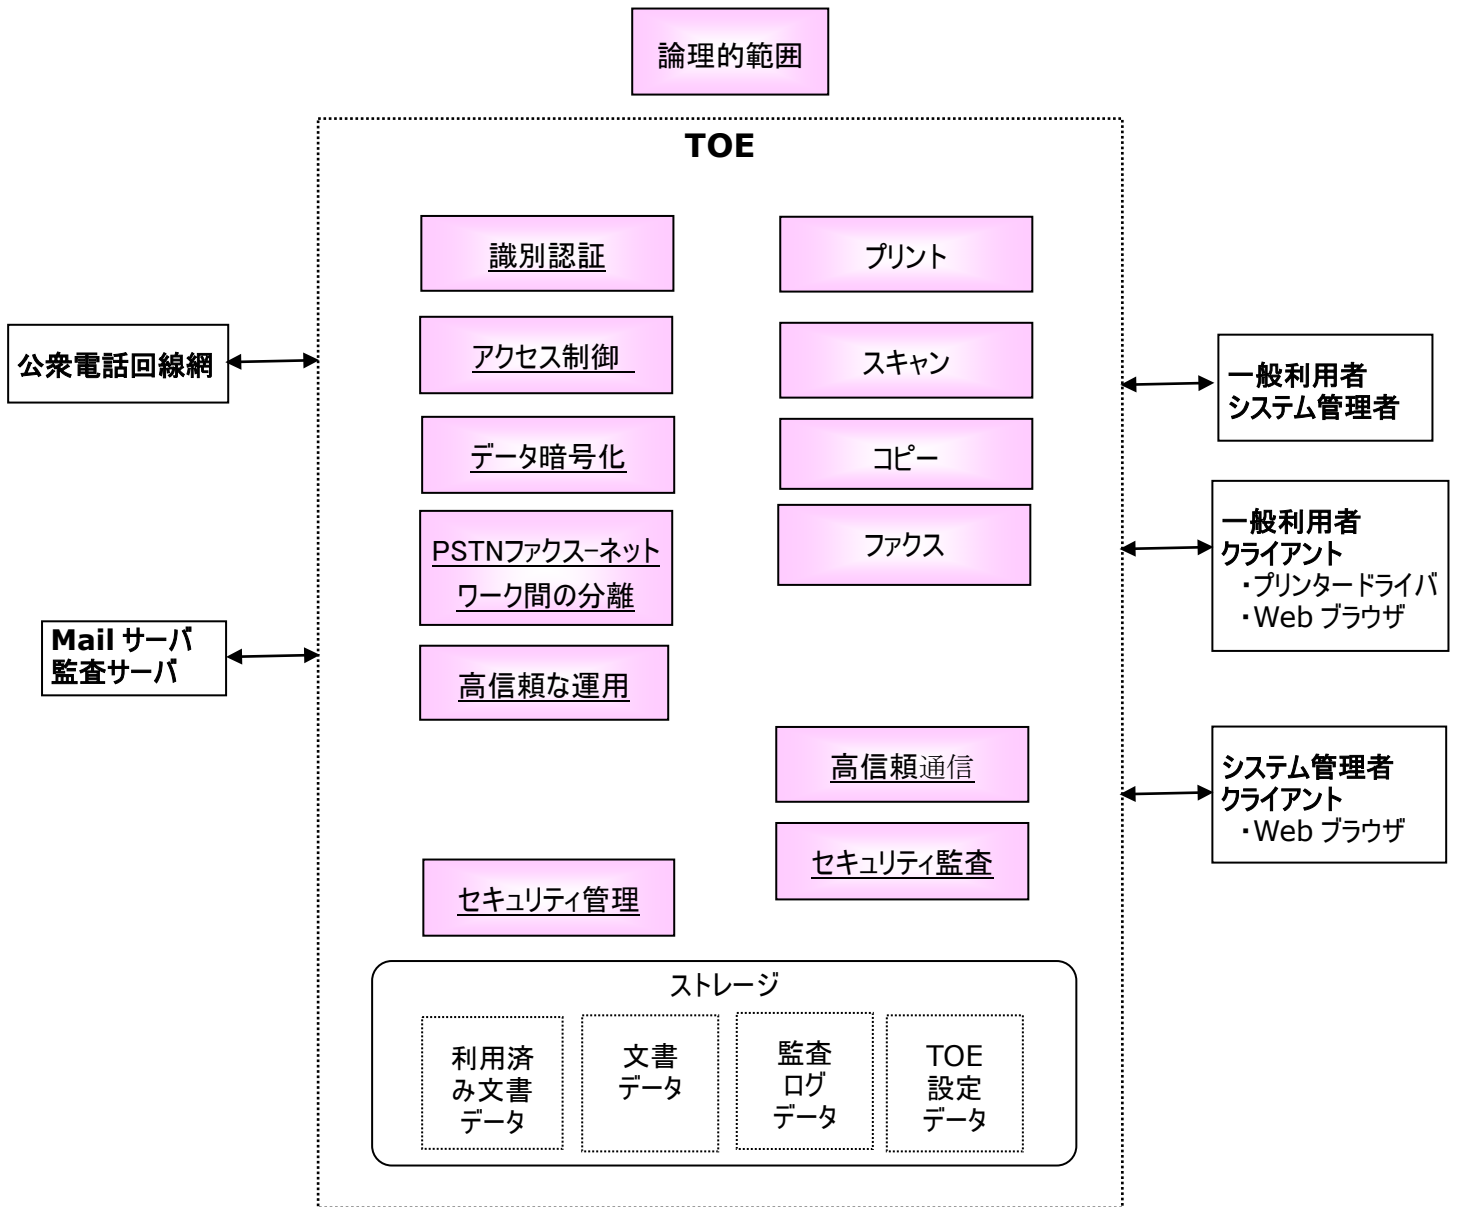 論理的範囲
TOE
識別認証
アクセス制御
データ暗号化
PSTNファクス-ネット
ワーク間の分離
高信頼な運用
セキュリティ管理
プリント
スキャン
コピー
ファクス
高信頼通信
セキュリティ監査
公衆電話回線網
Mail サーバ
監査サーバ
一般利用者
システム管理者
一般利用者
クライアント
・プリンタードライバ
・Web ブラウザ
システム管理者
クライアント
・Web ブラウザ
ストレージ
利用済
み文書
データ
文書
データ
監査
ログ
データ
TOE
設定
データ